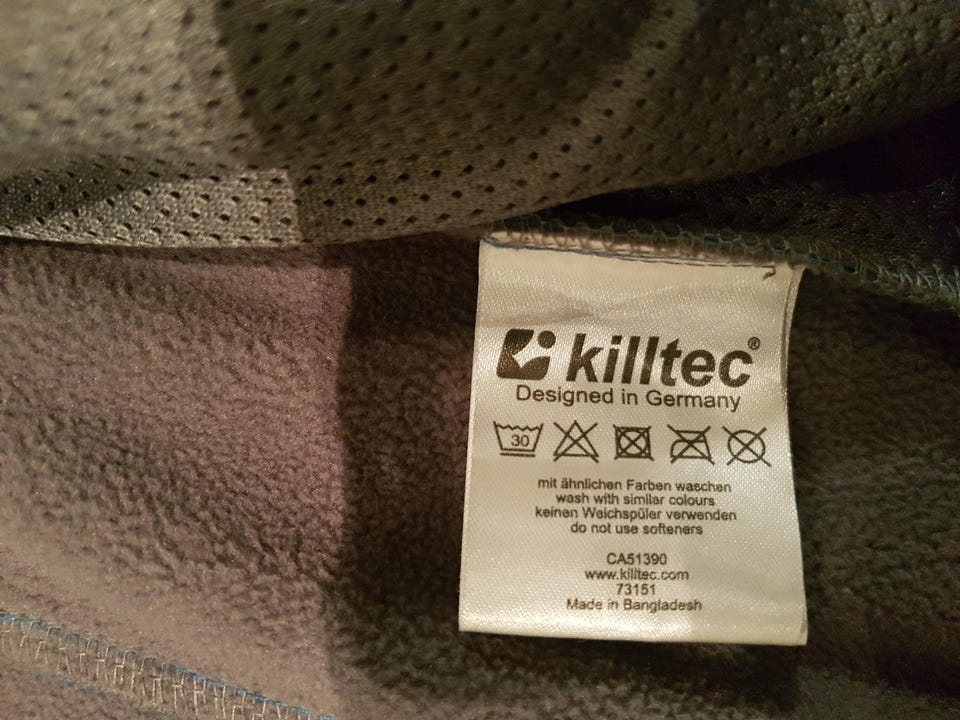 killtec®
Designed in Germany
30
mit ähnlichen Farben waschen
wash with similar colours
keinen Weichspüler verwenden
do not use softeners
CA51390
www.killtec.com
73151
Made in Bangladesh